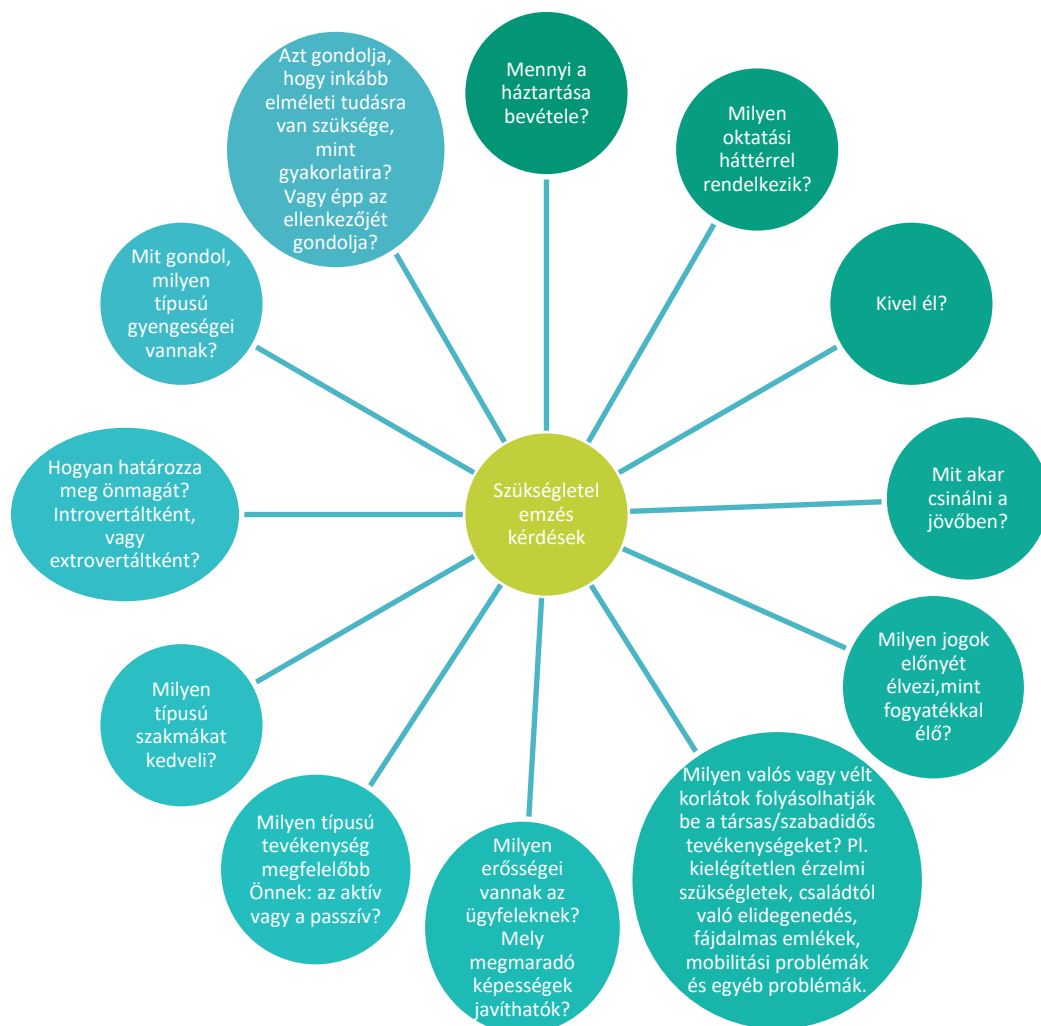 Mennyi a
háztartása
bevétele?
Milyen
oktatási
háttérrel
rendelkezik?
Kivel él?
Mit akar
csinálni a
jövőben?
Milyen jogok
előnyét
élvezi,mint
fogyatékkal
élő?
Milyen valós vagy vélt
korlátok folyásolhatják
be a társas/szabadidős
tevékenységeket? Pl.
kielégítetlen érzelmi
szükségletek, családtól
való elidegenedés,
fájdalmas emlékek,
mobilitási problémák
és egyéb problémák.
Milyen
erősségei
vannak az
ügyfeleknek?
Mely
megmaradó
képességek
javíthatók?
Milyen típusú
tevékenység
megfelelőbb
Önnek: az aktív
vagy a passzív?
Milyen
típusú
szakmákat
kedveli?
Hogyan határozza
meg önmagát?
Introvertáltként,
vagy
extrovertáltként?
Mit gondol,
milyen
típusú
gyengeségei
vannak?
Azt gondolja,
hogy inkább
elméleti tudásra
van szüksége,
mint
gyakorlatira?
Vagy épp az
ellenkezőjét
gondolja?
Szükségletel
emzés
kérdések